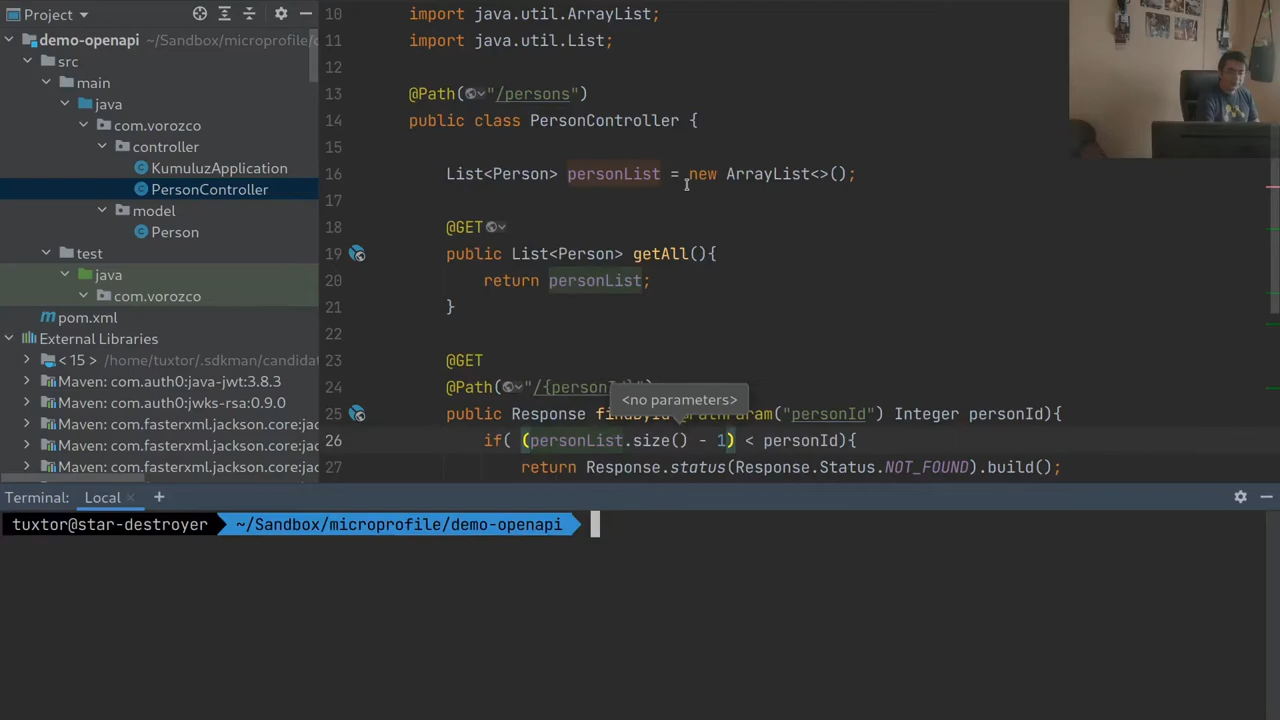 Project
demo-openapi ~/Sandbox/microprofile/
src
main
java
com.vorozco
controller
KumuluzApplication
PersonController
model
Person
test
java
com.vorozco
pom.xml
External Libraries
< 15 > /home/tuxtor/.sdkman/candidat
Maven: com.auth0:java-jwt:3.8.3
Maven: com.auth0:jwks-rsa:0.9.0
Maven: com.fasterxml.jackson.core:jac
Maven: com.fasterxml.jackson.core:jac
Maven: com.fasterxml.jackson.core:jac
10 import java.util.ArrayList;
11 import java.util.List;
12
13 @Path("/persons")
14 public class PersonController {
15
16 List<Person> personList = new ArrayList<>();
17
18 @GET
19 public List<Person> getAll(){
20 return personList;
21 }
22
23 @GET
24 @Path("/{person
<no parameters>
25 public Response ("personId") Integer personId){
26 if( (personList.size() - 1) < personId){
27 return Response.status(Response.Status.NOT_FOUND).build();
Terminal: Local × +
tuxtor@star-destroyer ~/Sandbox/microprofile/demo-openapi